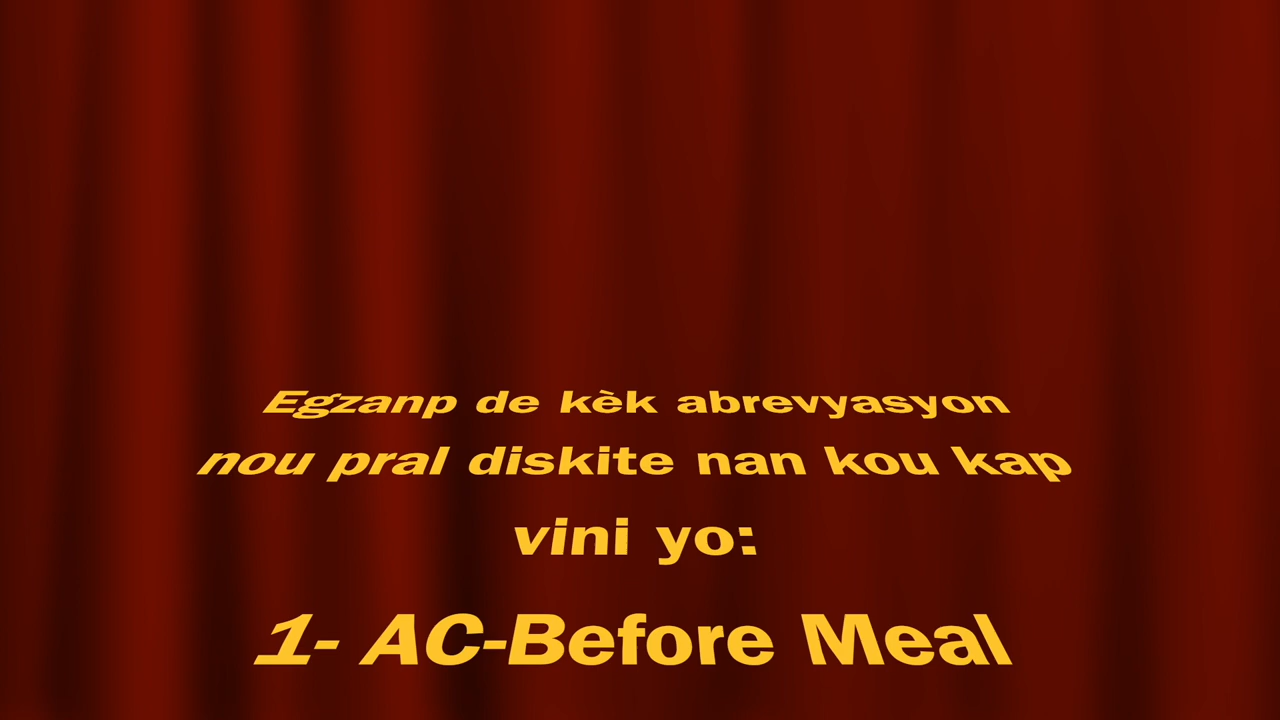 Egzanp de kèk abrevyasyon
nou pral diskite nan kou kap
vini yo:
1- AC-Before Meal